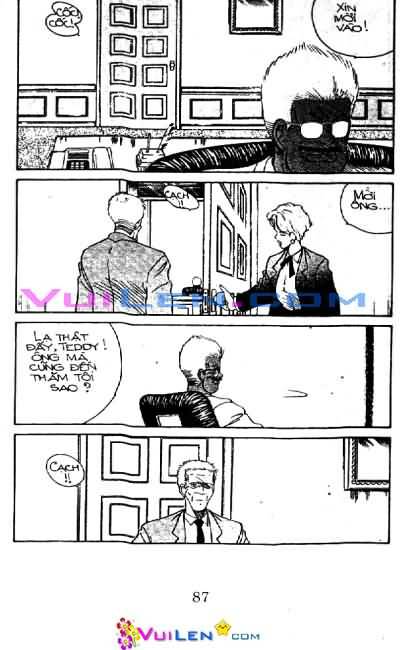 CỐC!
CỐC!
XIN
MỜI
VÀO!
CẠCH
!!
MỜI
ÔNG...
VUILEN.COM
LẠ THẬT
ĐẤY, TEDDY!
ÔNG MÀ
CŨNG ĐẾN
THĂM TÔI
SAO?
CẠCH
!!
87
VUILEN.COM